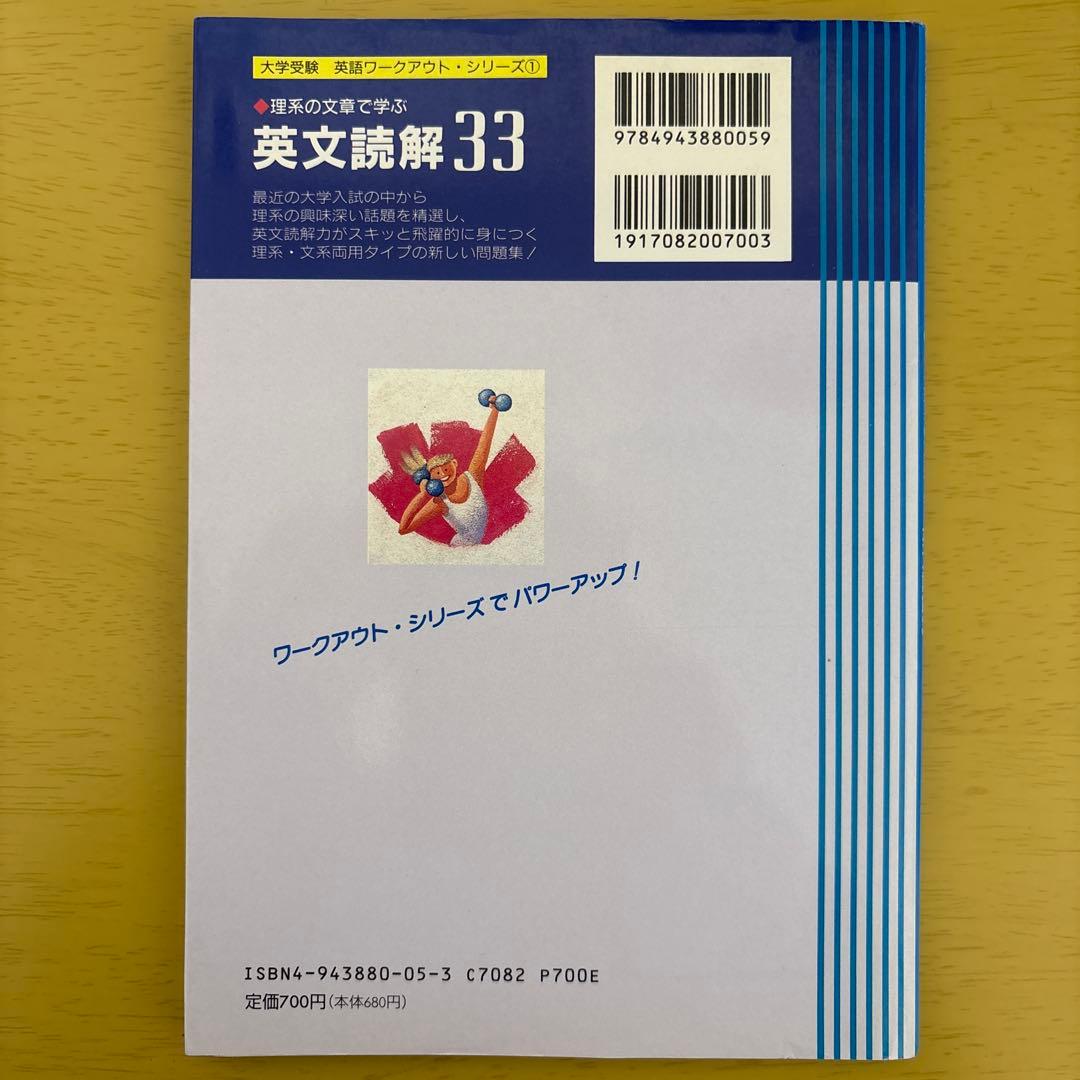 大学受験 英語ワークアウト・シリーズ①
◆理系の文章で学ぶ
英文読解33
最近の大学入試の中から
理系の興味深い話題を精選し、
英文読解力がスキッと飛躍的に身につく
理系・文系両用タイプの新しい問題集!
9784943880059
1917082007003
ワークアウト・シリーズでパワーアップ!
ISBN4-943880-05-3 C7082 P700E
定価700円(本体680円)